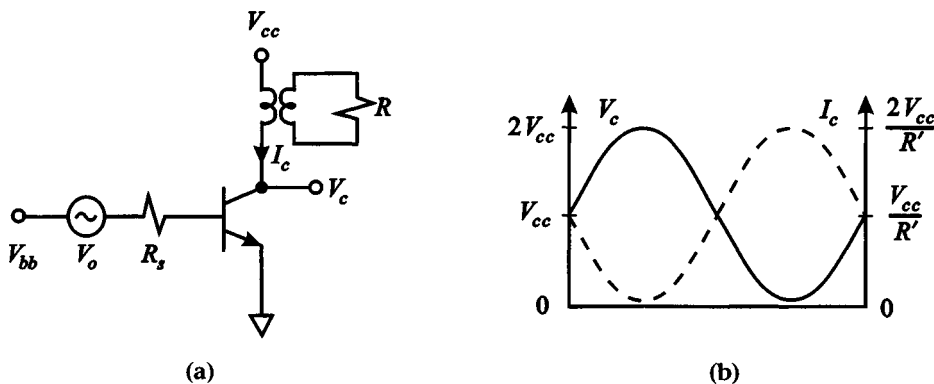 V_cc
R
I_c
V_c
V_bb
V_o
R_s
(a)
V_c
I_c
2V_cc
V_cc
0
2V_cc/R'
V_cc/R'
0
(b)